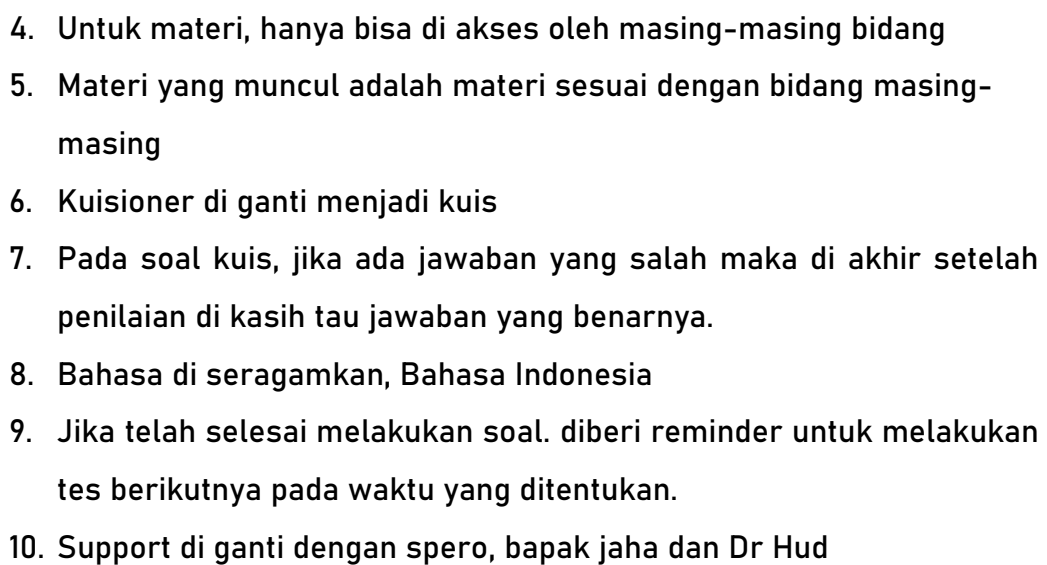 4. Untuk materi, hanya bisa di akses oleh masing-masing bidang
5. Materi yang muncul adalah materi sesuai dengan bidang masing-
masing
6. Kuisioner di ganti menjadi kuis
7. Pada soal kuis, jika ada jawaban yang salah maka di akhir setelah
penilaian di kasih tau jawaban yang benarnya.
8. Bahasa di seragamkan, Bahasa Indonesia
9. Jika telah selesai melakukan soal. diberi reminder untuk melakukan
tes berikutnya pada waktu yang ditentukan.
10. Support di ganti dengan spero, bapak jaha dan Dr Hud